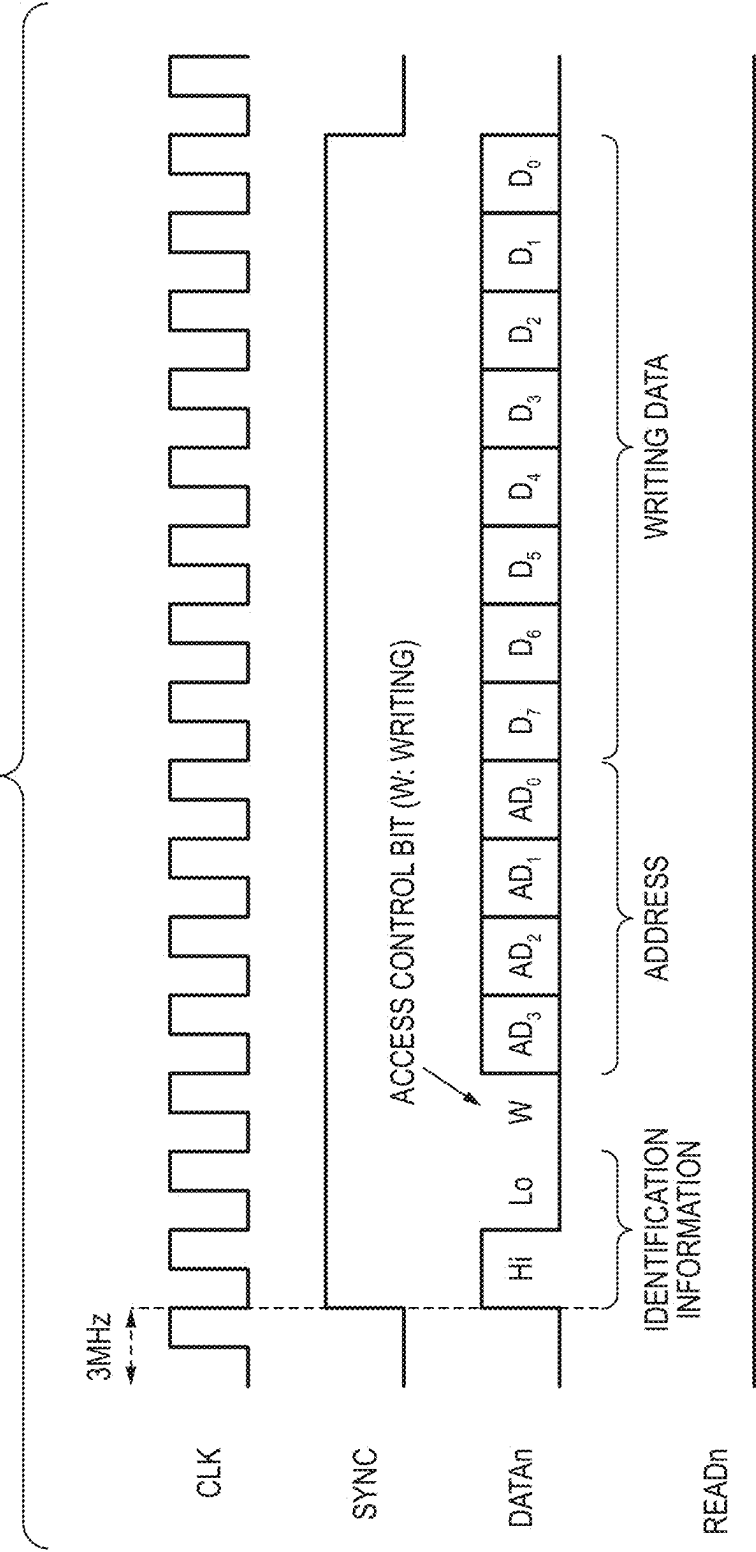 3MHz
CLK
SYNC
ACCESS CONTROL BIT (W: WRITING)
DATAn
Hi Lo W AD₃ AD₂ AD₁ AD₀ D₇ D₆ D₅ D₄ D₃ D₂ D₁ D₀
IDENTIFICATION
INFORMATION
ADDRESS
WRITING DATA
READn